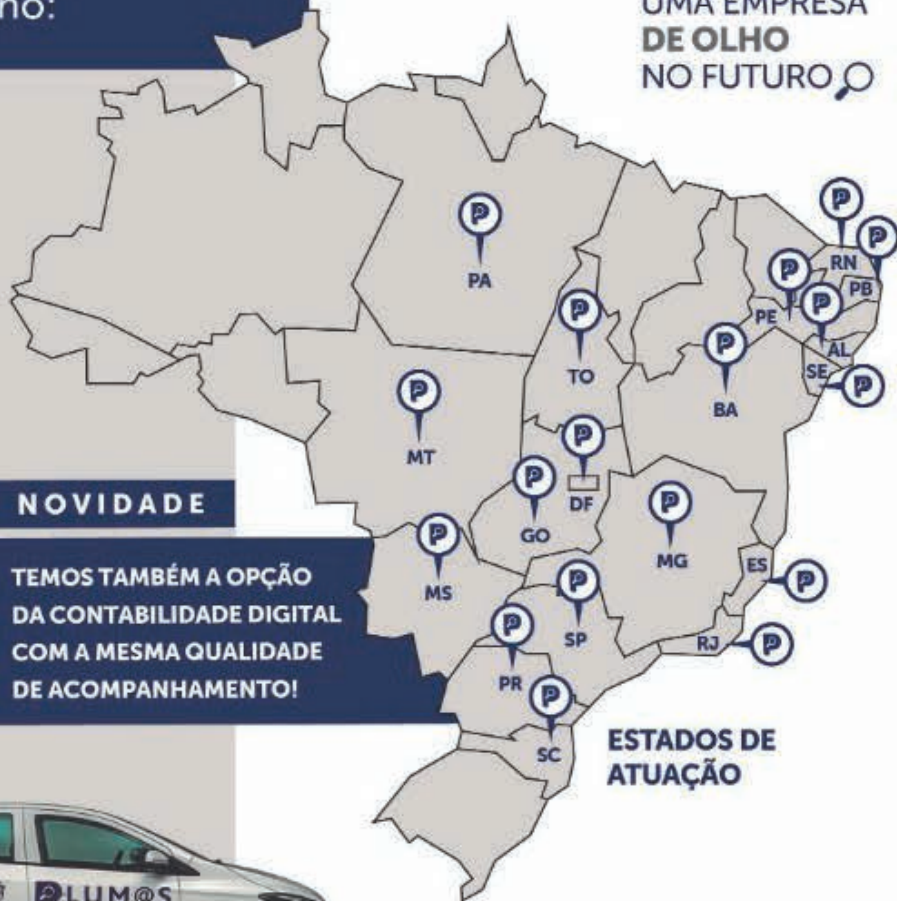 no:
UMA EMPRESA
DE OLHO
NO FUTURO
PA
RN
PB
PE
TO
AL
SE
BA
MT
DF
GO
MG
MS
ES
SP
RJ
PR
SC
NOVIDADE
TEMOS TAMBÉM A OPÇÃO
DA CONTABILIDADE DIGITAL
COM A MESMA QUALIDADE
DE ACOMPANHAMENTO!
ESTADOS DE
ATUAÇÃO
PLUM@S